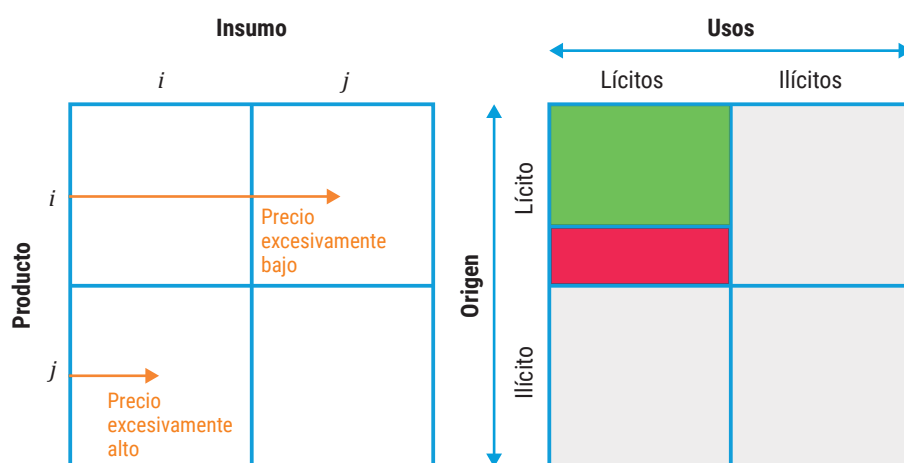 Insumo
i
j
Producto
i
Precio
excesivamente
bajo
j
Precio
excesivamente
alto
Usos
Lícitos
Ilícitos
Origen
Lícito
Ilícito